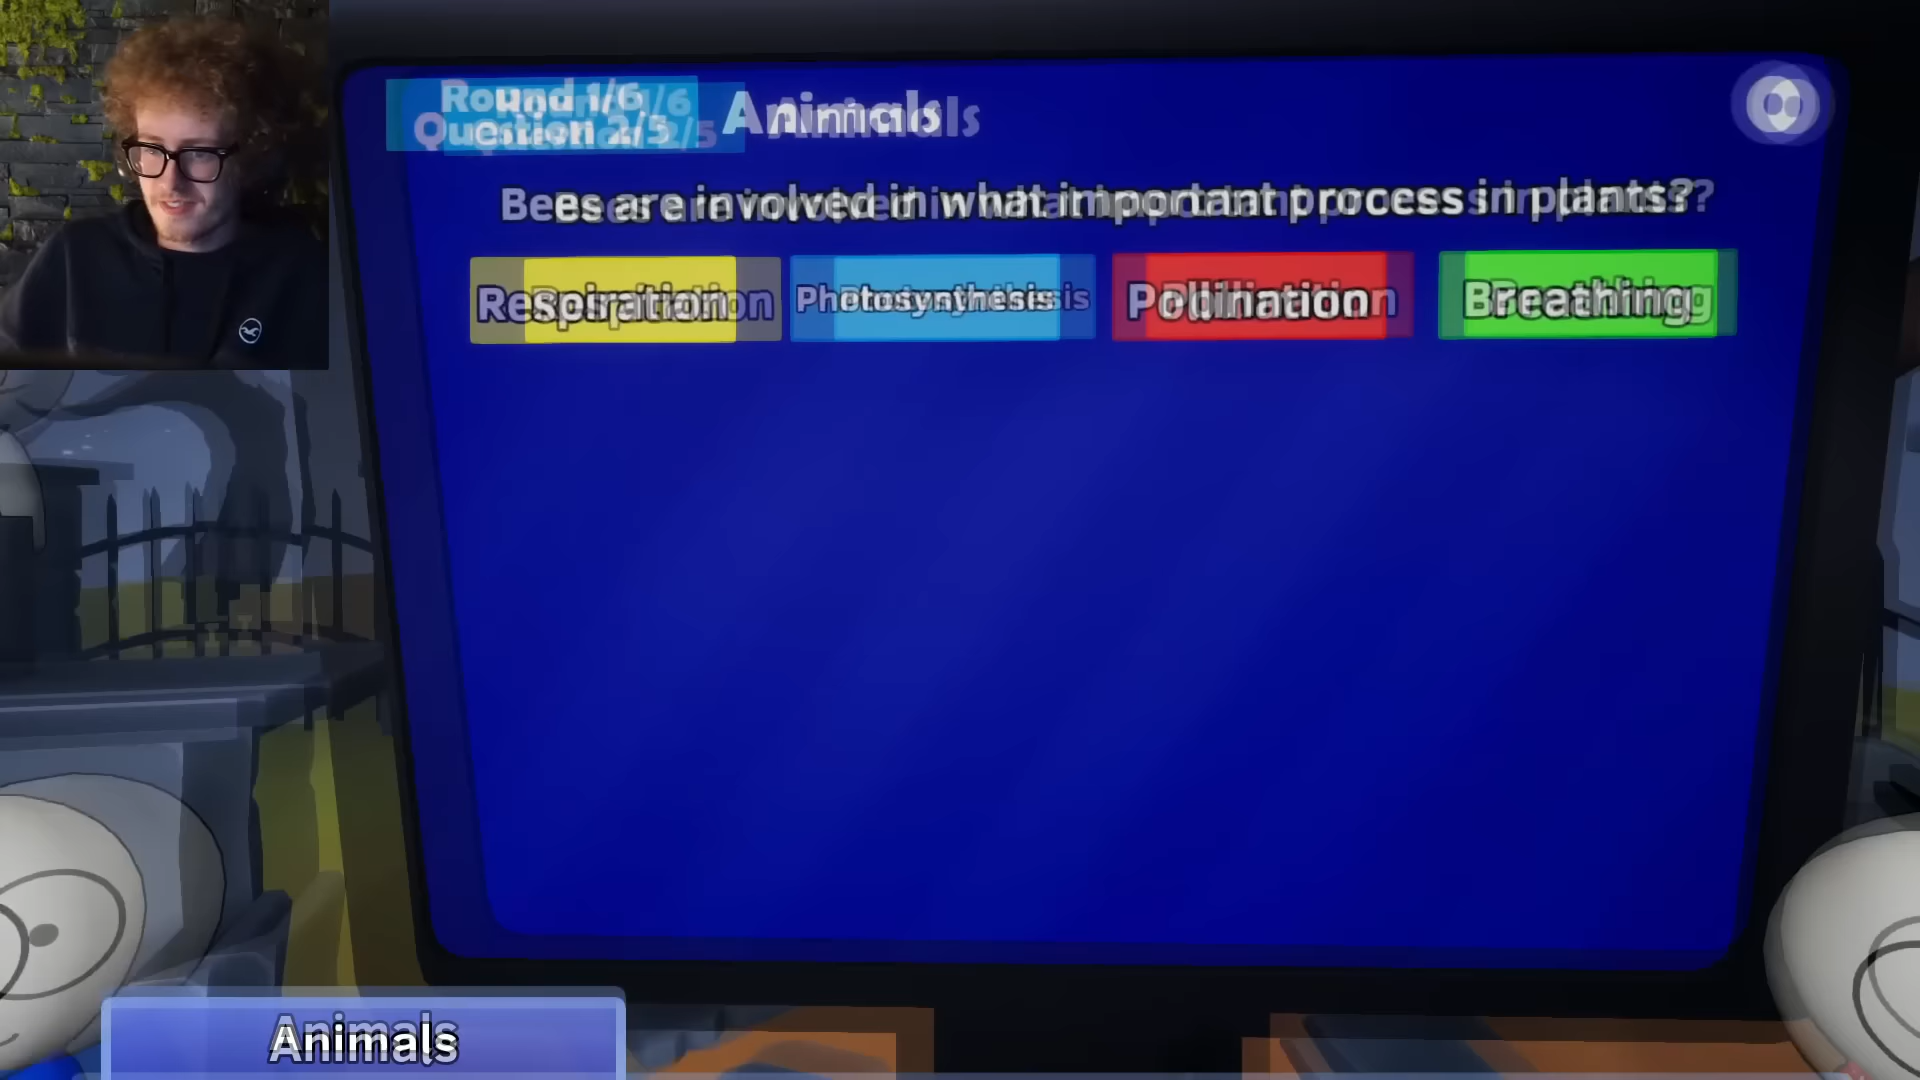 Round 1/6
Question 2/5
Animals
Bees are involved in what important process in plants?
Respiration
Photosynthesis
Pollination
Breathing
Animals